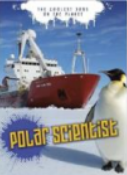 THE COOLEST JOBS
ON THE PLANET
POLAR SCIENTIST